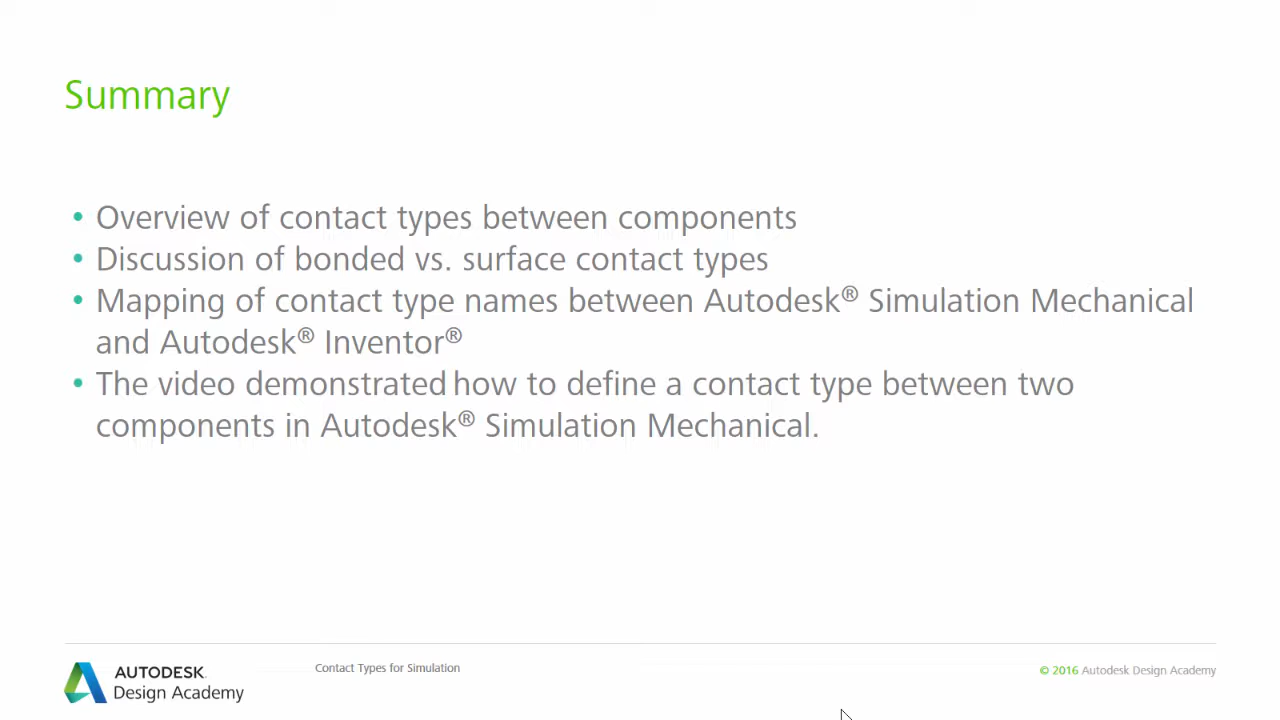 Summary
• Overview of contact types between components
• Discussion of bonded vs. surface contact types
• Mapping of contact type names between Autodesk® Simulation Mechanical
and Autodesk® Inventor®
• The video demonstrated how to define a contact type between two
components in Autodesk® Simulation Mechanical.
AUTODESK.
Design Academy
Contact Types for Simulation
© 2016 Autodesk Design Academy